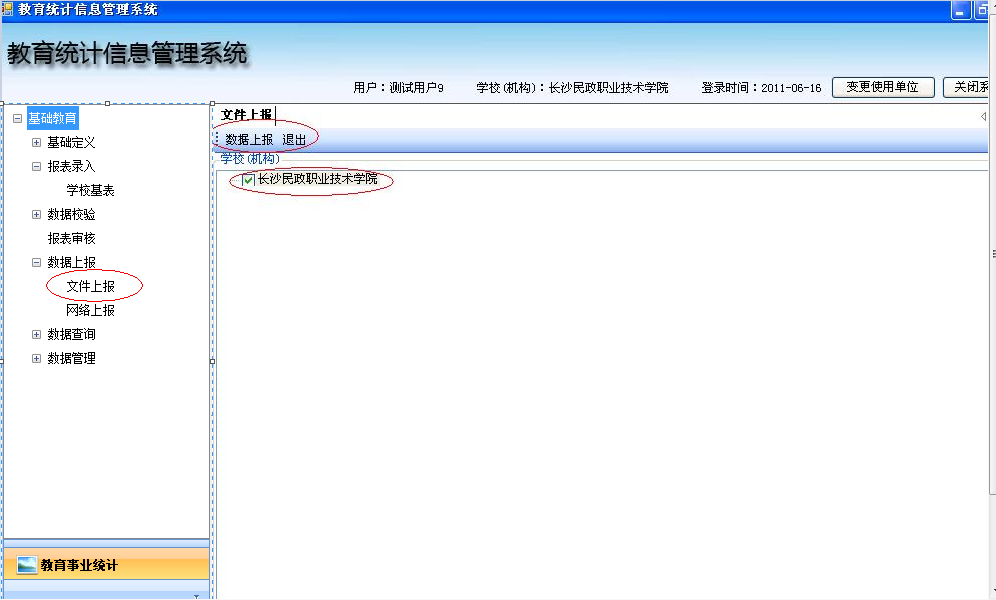 教育统计信息管理系统
教育统计信息管理系统
用户：测试用户9 学校(机构)：长沙民政职业技术学院 登录时间：2011-06-16 变更使用单位 关闭系
基础教育
基础定义
报表录入
学校基表
数据校验
报表审核
数据上报
文件上报
网络上报
数据查询
数据管理
教育事业统计
文件上报
数据上报 退出
学校(机构)
长沙民政职业技术学院